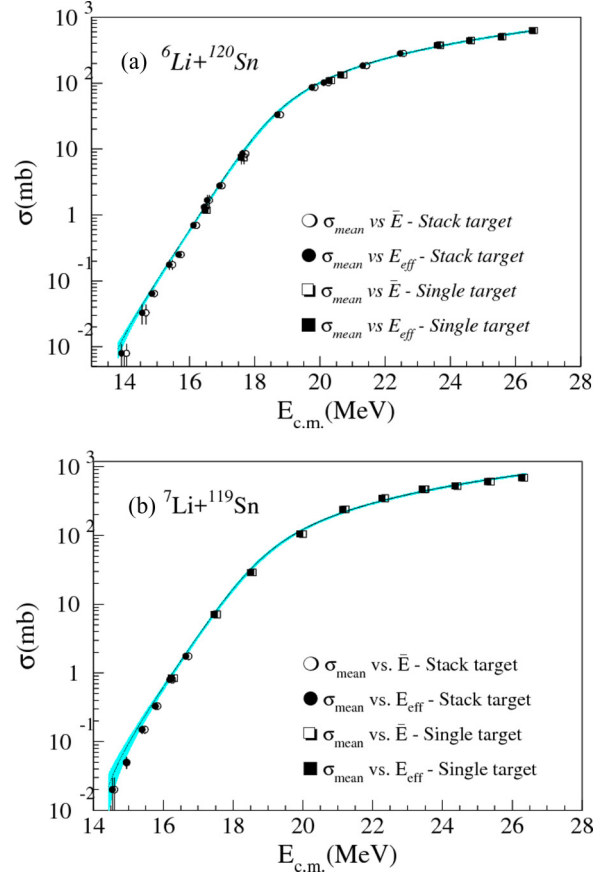 10 3
(a) 6Li+120Sn
10 2
10
σ(mb)
1
σmean vs Ē - Stack target
σmean vs Eeff - Stack target
10 -1
σmean vs Ē - Single target
σmean vs Eeff - Single target
10 -2
14 16 18 20 22 24 26 28
Ec.m.(MeV)
10 3
(b) 7Li+119Sn
10 2
10
σ(mb)
1
σmean vs. Ē - Stack target
σmean vs. Eeff - Stack target
10 -1
σmean vs. Ē - Single target
σmean vs. Eeff - Single target
10 -2
14 16 18 20 22 24 26 28
Ec.m.(MeV)